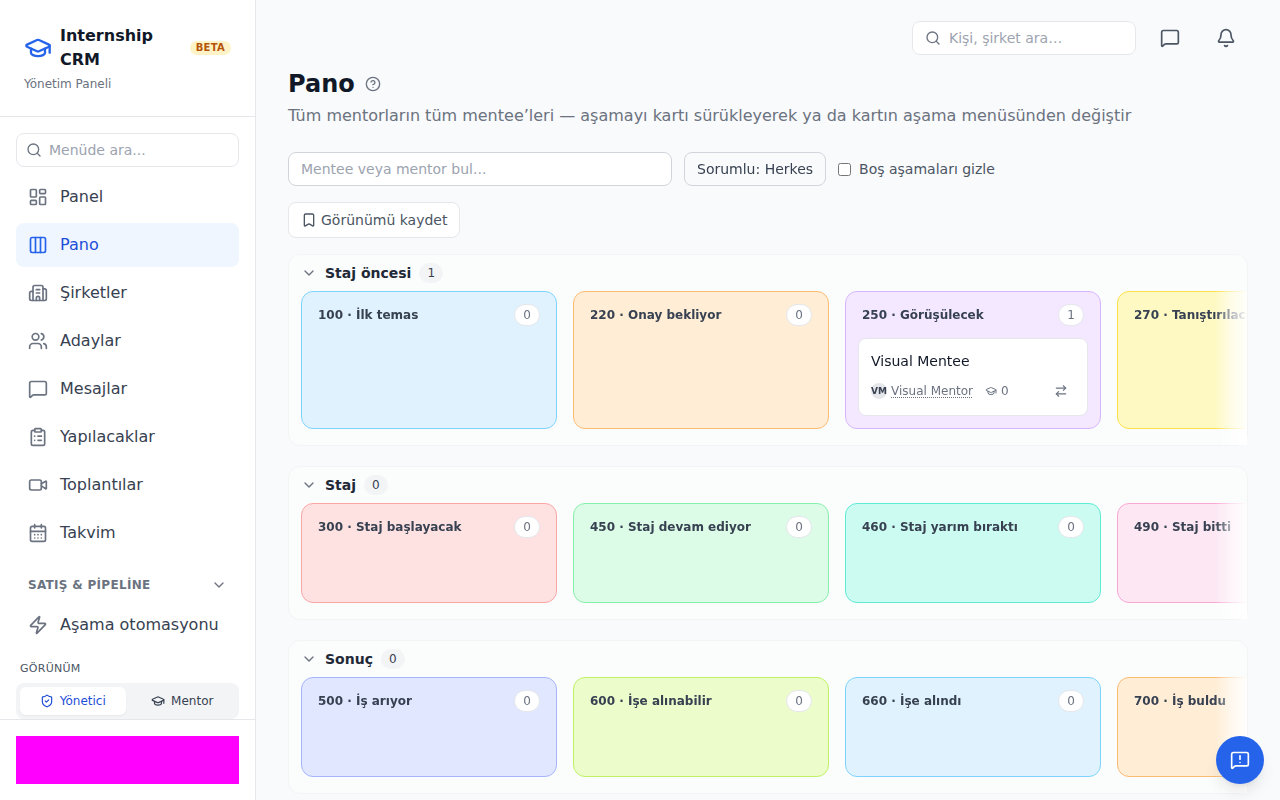 Internship CRM
BETA
Yönetim Paneli
Menüde ara...
Panel
Pano
Şirketler
Adaylar
Mesajlar
Yapılacaklar
Toplantılar
Takvim
SATIŞ & PİPELİNE
Aşama otomasyonu
GÖRÜNÜM
Yönetici
Mentor
Kişi, şirket ara…
Pano
Tüm mentorların tüm mentee’leri — aşamayı kartı sürükleyerek ya da kartın aşama menüsünden değiştir
Mentee veya mentor bul...
Sorumlu: Herkes
Boş aşamaları gizle
Görünümü kaydet
Staj öncesi 1
100 · İlk temas 0
220 · Onay bekliyor 0
250 · Görüşülecek 1
Visual Mentee
VM Visual Mentor 0
270 ·
Staj 0
300 · Staj başlayacak 0
450 · Staj devam ediyor 0
460 · Staj yarım bıraktı 0
490 · Staj bitti
Sonuç 0
500 · İş arıyor 0
600 · İşe alınabilir 0
660 · İşe alındı 0
700 · İş buldu